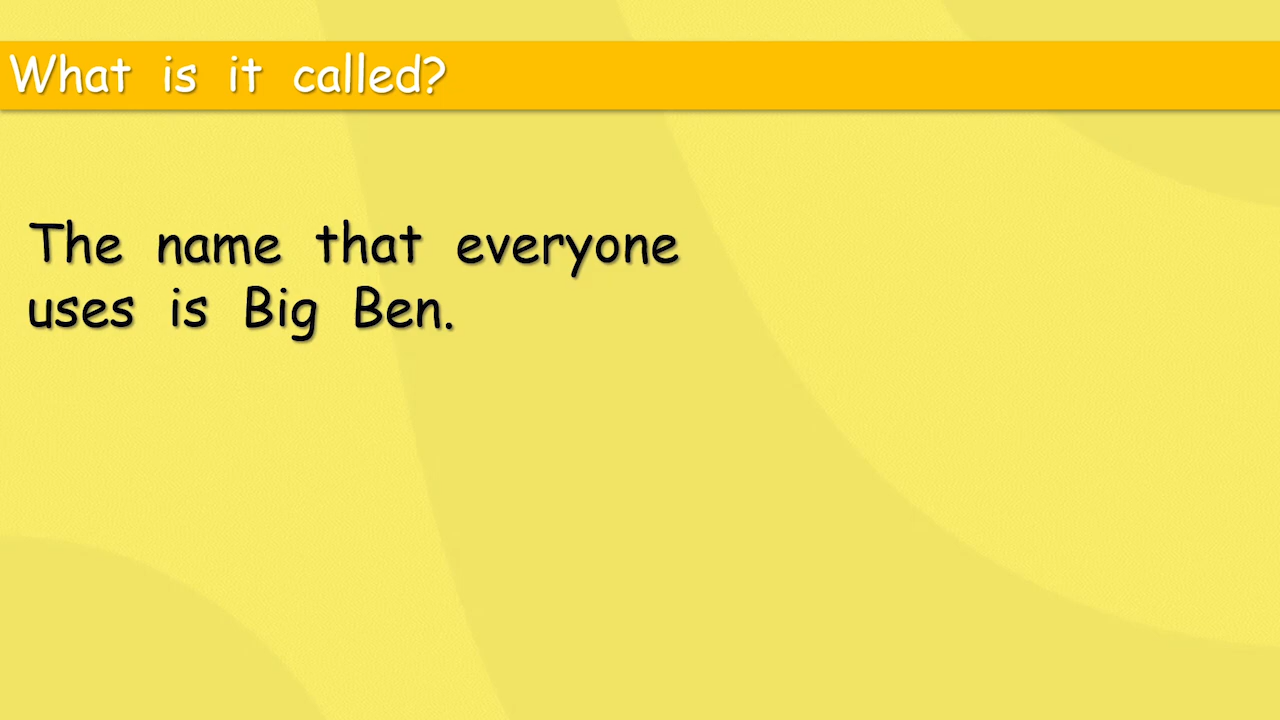 What is it called?
The name that everyone
uses is Big Ben.